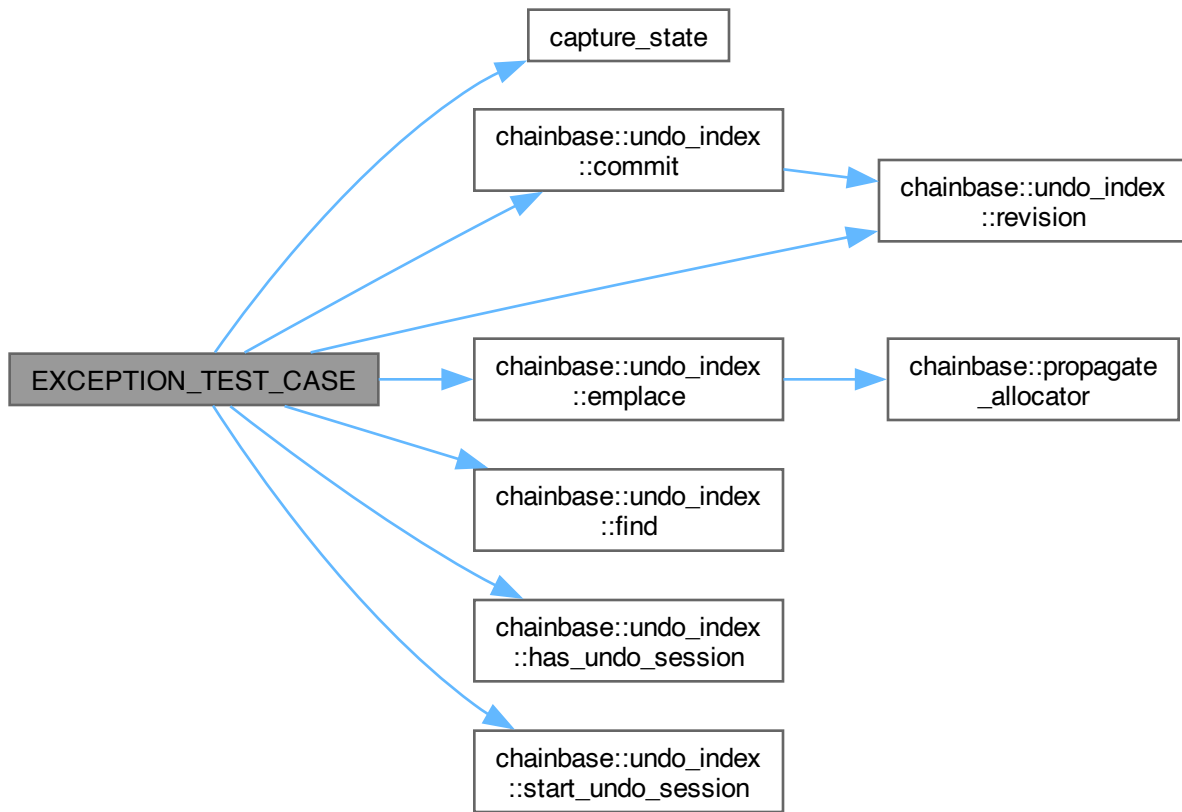 capture_state
chainbase::undo_index
::commit
chainbase::undo_index
::revision
EXCEPTION_TEST_CASE
chainbase::undo_index
::emplace
chainbase::propagate
_allocator
chainbase::undo_index
::find
chainbase::undo_index
::has_undo_session
chainbase::undo_index
::start_undo_session